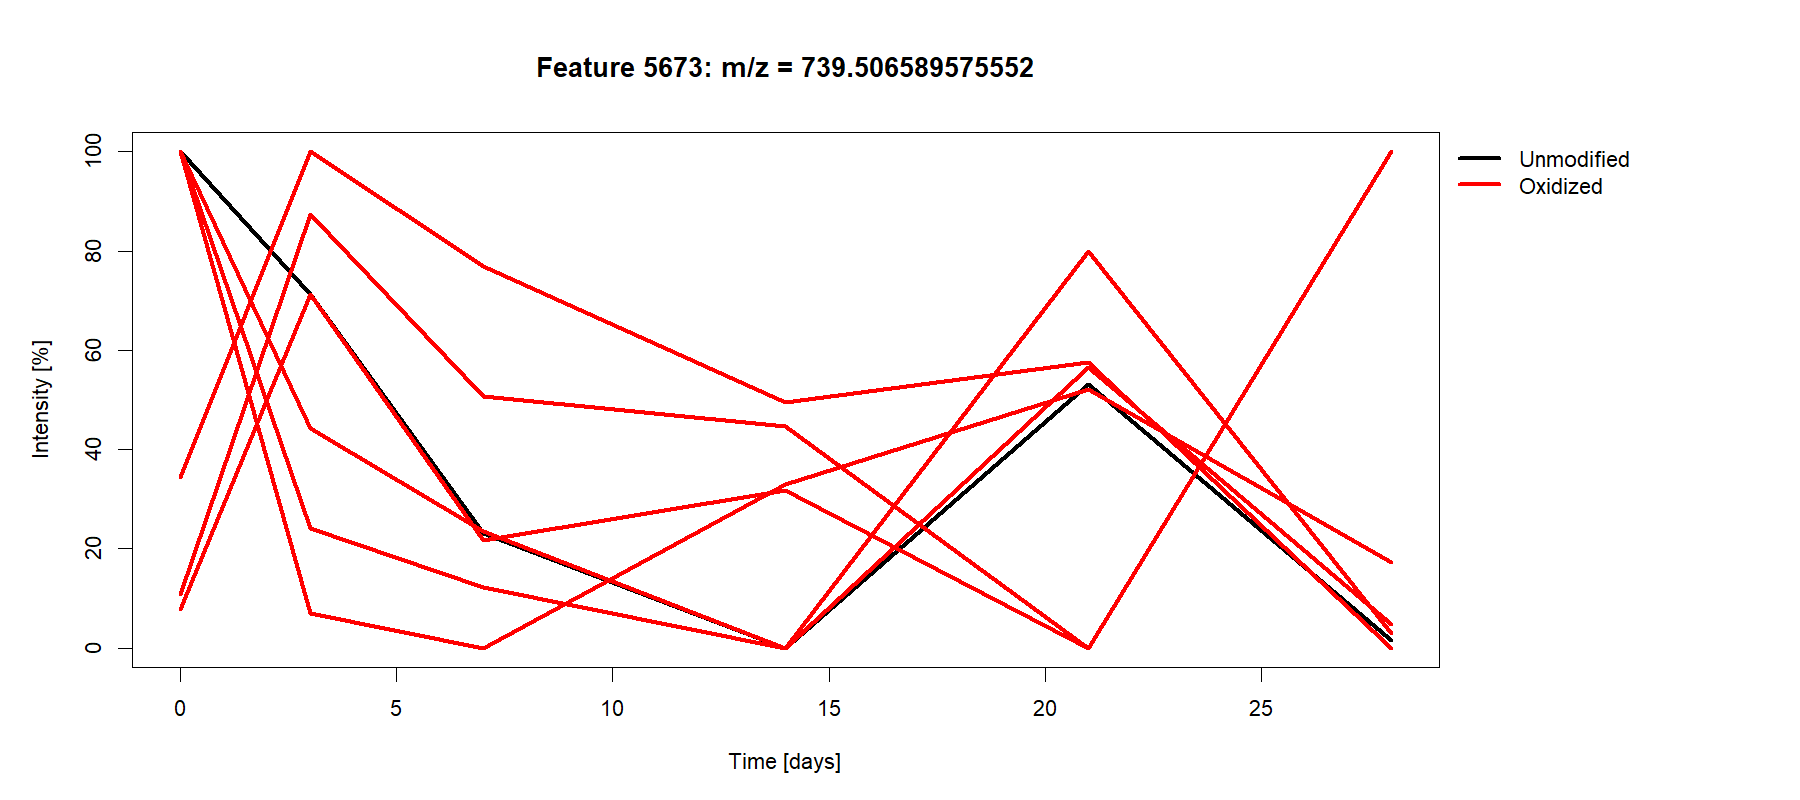 Feature 5673: m/z = 739.506589575552
Unmodified
Oxidized
100
80
60
40
20
0
Intensity [%]
0 5 10 15 20 25
Time [days]